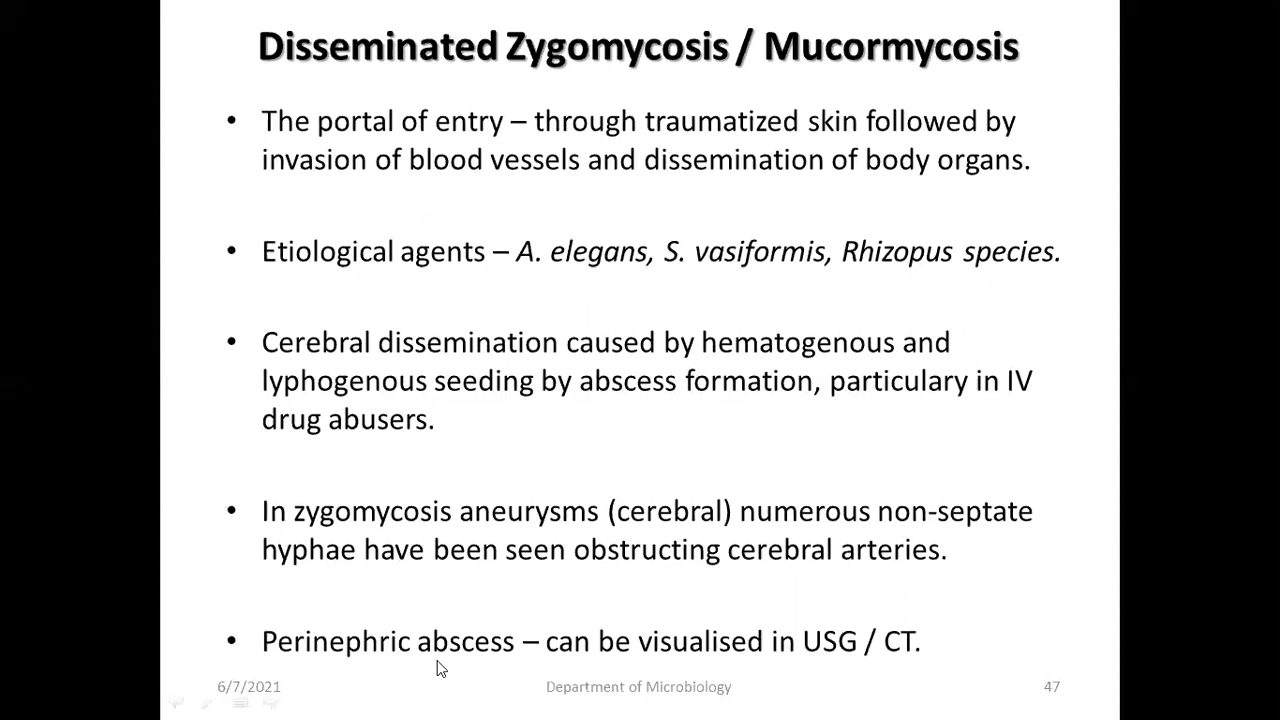 Disseminated Zygomycosis / Mucormycosis
• The portal of entry – through traumatized skin followed by
invasion of blood vessels and dissemination of body organs.
• Etiological agents – A. elegans, S. vasiformis, Rhizopus species.
• Cerebral dissemination caused by hematogenous and
lyphogenous seeding by abscess formation, particulary in IV
drug abusers.
• In zygomycosis aneurysms (cerebral) numerous non-septate
hyphae have been seen obstructing cerebral arteries.
• Perinephric abscess – can be visualised in USG / CT.
6/7/2021
Department of Microbiology
47